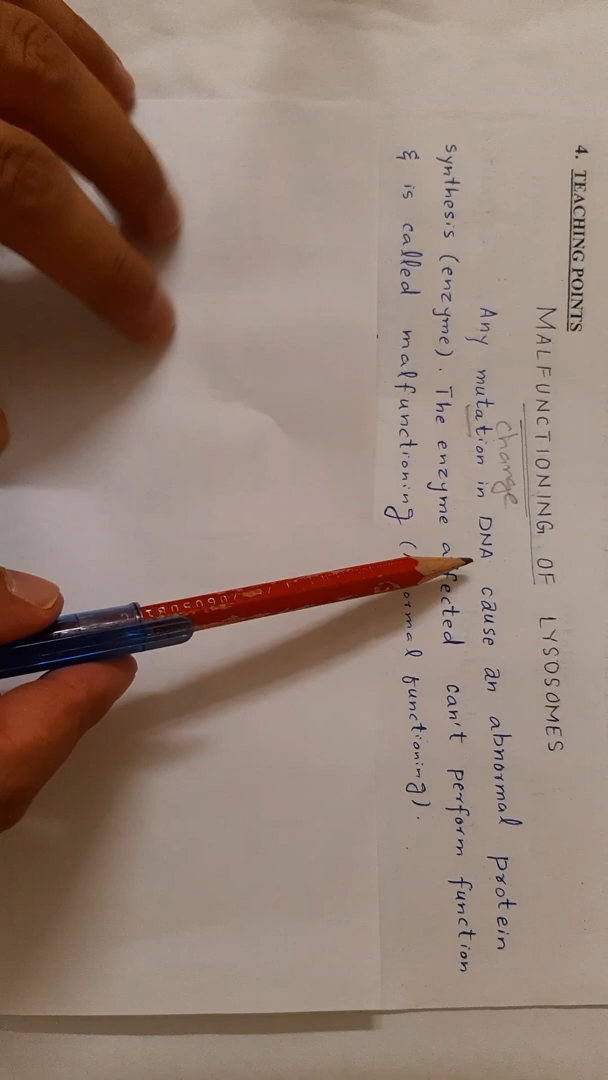 4. TEACHING POINTS
MALFUNCTIONING OF LYSOSOMES
change
Any mutation in DNA cause an abnormal protein
synthesis (enzyme). The enzyme affected can't perform function
& is called malfunctioning ( functioning).